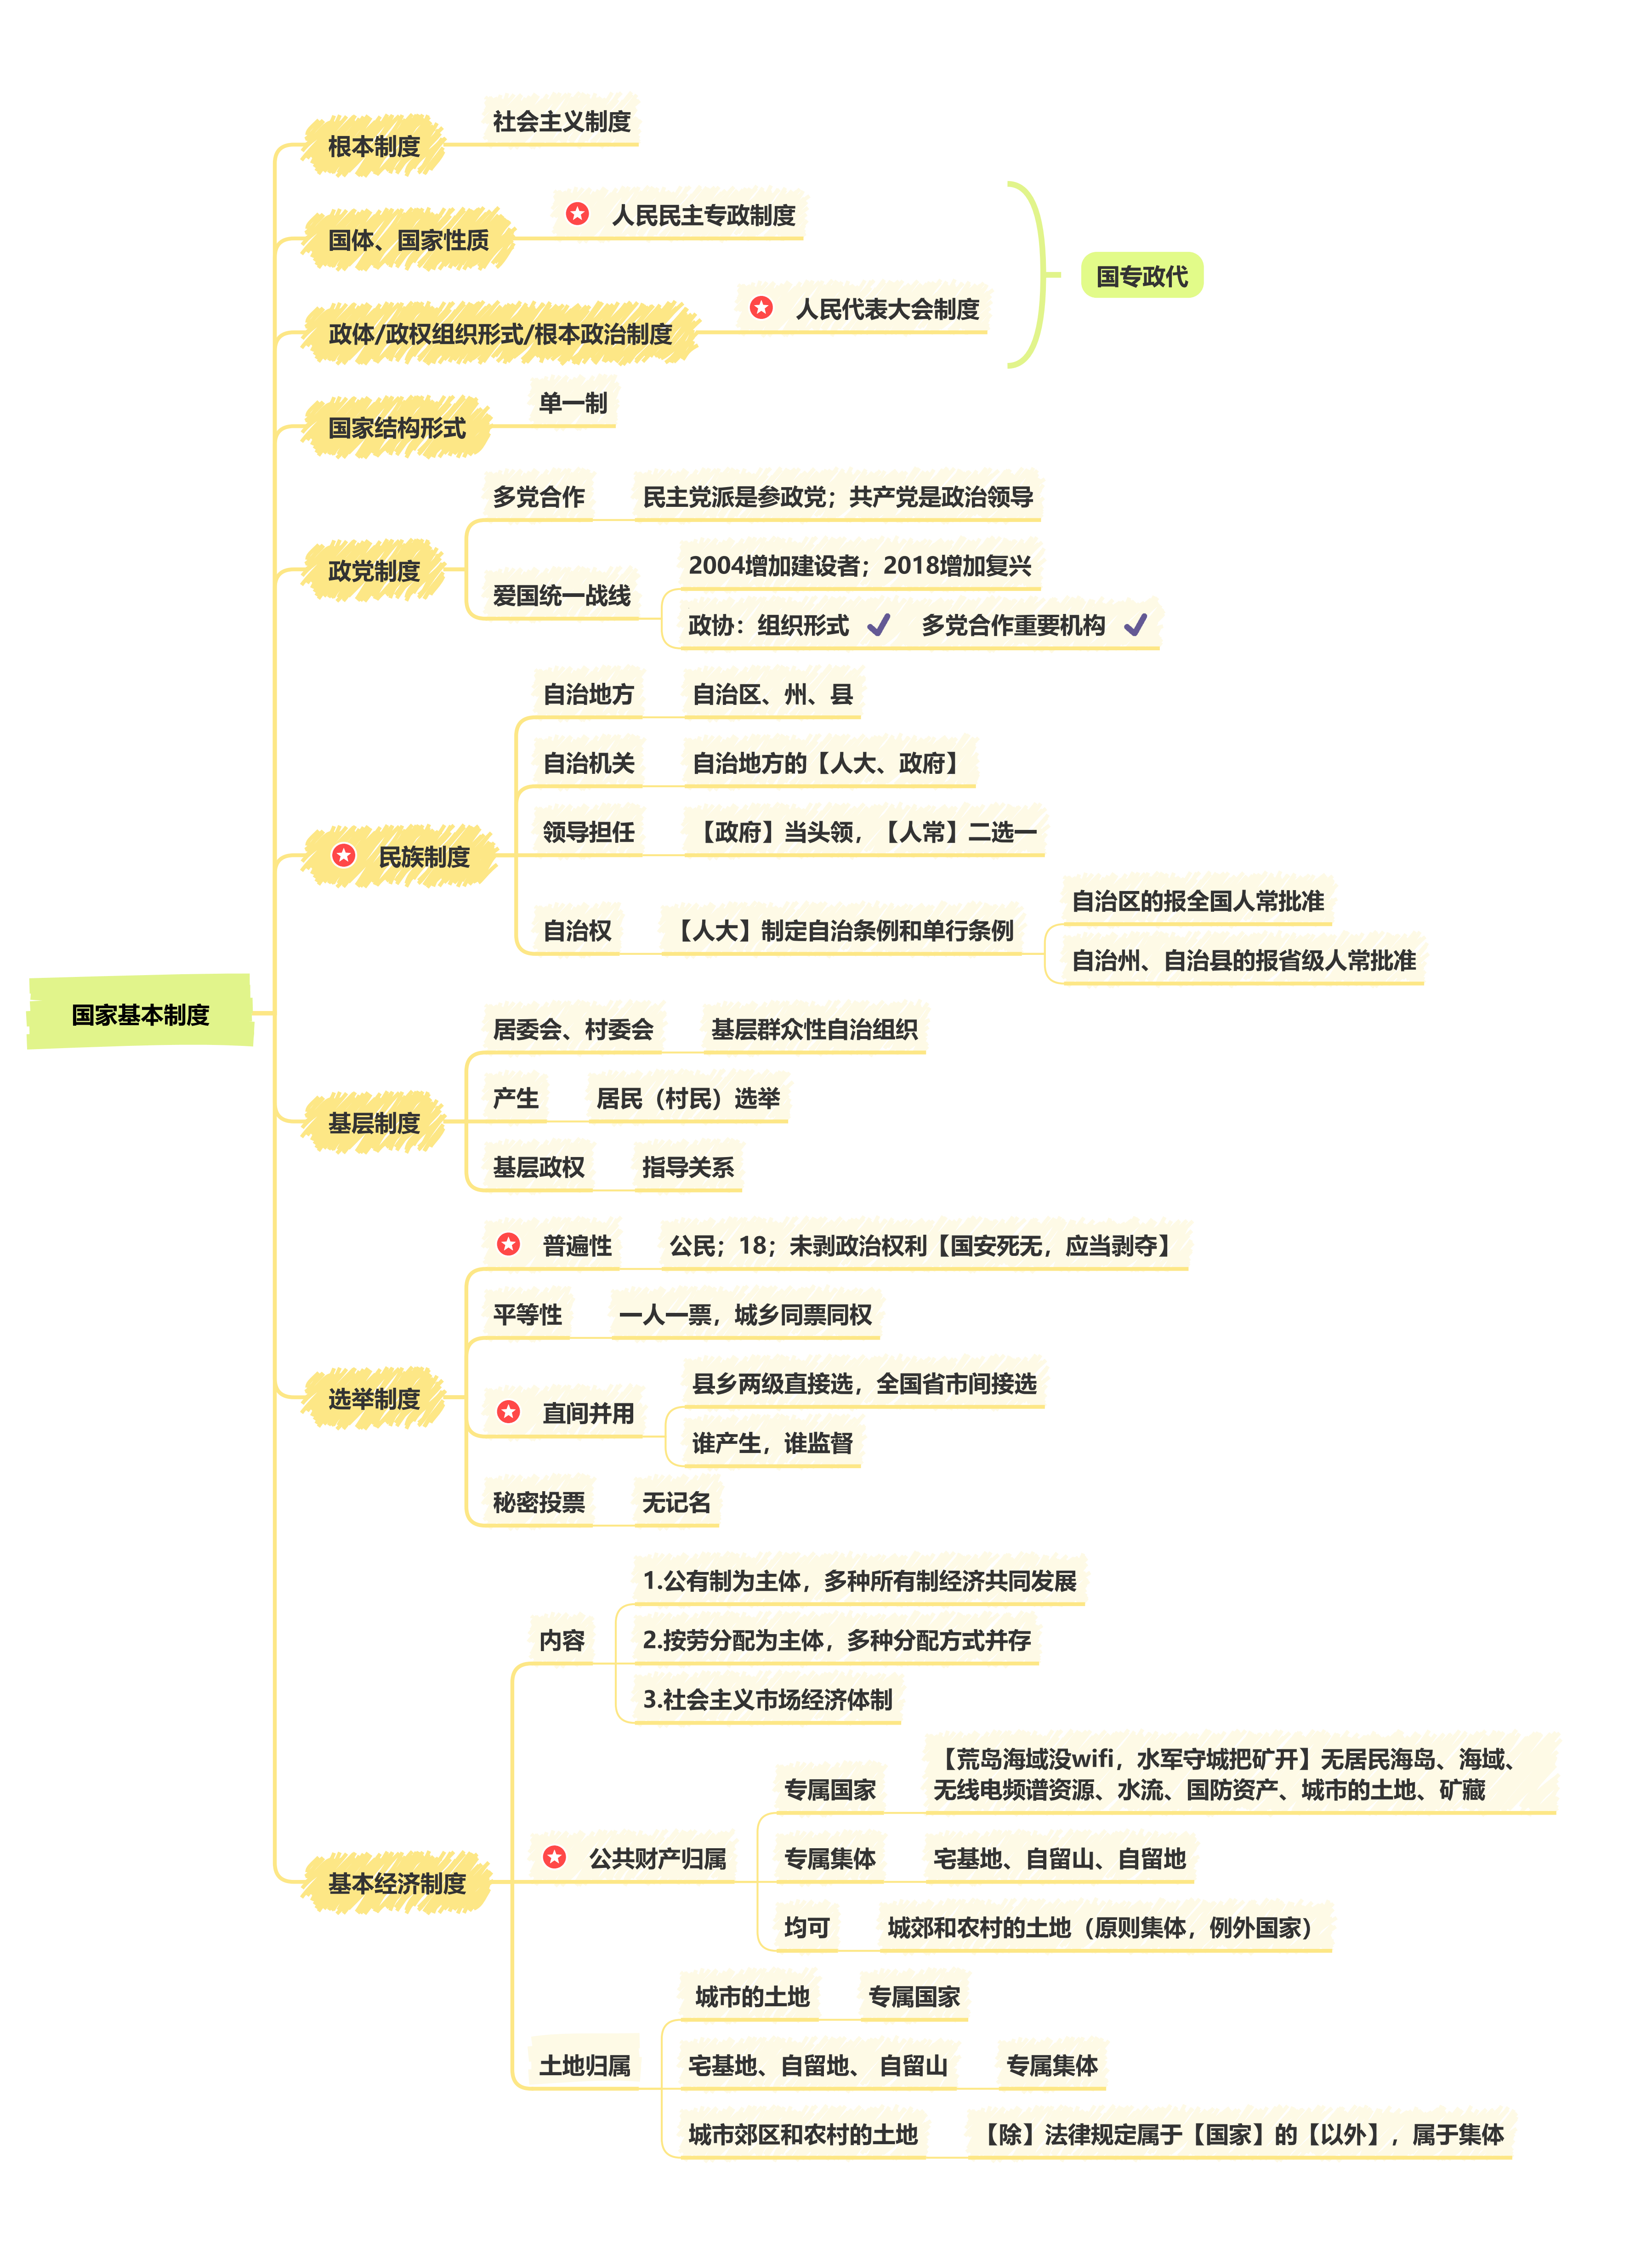 国家基本制度
根本制度
社会主义制度
国体、国家性质
人民民主专政制度
政体/政权组织形式/根本政治制度
人民代表大会制度
国专政代
国家结构形式
单一制
政党制度
多党合作
民主党派是参政党；共产党是政治领导
爱国统一战线
2004增加建设者；2018增加复兴
政协：组织形式 多党合作重要机构
民族制度
自治地方
自治区、州、县
自治机关
自治地方的【人大、政府】
领导担任
【政府】当头领，【人常】二选一
自治权
【人大】制定自治条例和单行条例
自治区的报全国人常批准
自治州、自治县的报省级人常批准
基层制度
居委会、村委会
基层群众性自治组织
产生
居民（村民）选举
基层政权
指导关系
选举制度
普遍性
公民；18；未剥政治权利【国安死无，应当剥夺】
平等性
一人一票，城乡同票同权
直间并用
县乡两级直接选，全国省市间接选
谁产生，谁监督
秘密投票
无记名
基本经济制度
内容
1.公有制为主体，多种所有制经济共同发展
2.按劳分配为主体，多种分配方式并存
3.社会主义市场经济体制
公共财产归属
专属国家
【荒岛海域没wifi，水军守城把矿开】无居民海岛、海域、
无线电频谱资源、水流、国防资产、城市的土地、矿藏
专属集体
宅基地、自留山、自留地
均可
城郊和农村的土地（原则集体，例外国家）
土地归属
城市的土地
专属国家
宅基地、自留地、 自留山
专属集体
城市郊区和农村的土地
【除】法律规定属于【国家】的【以外】，属于集体